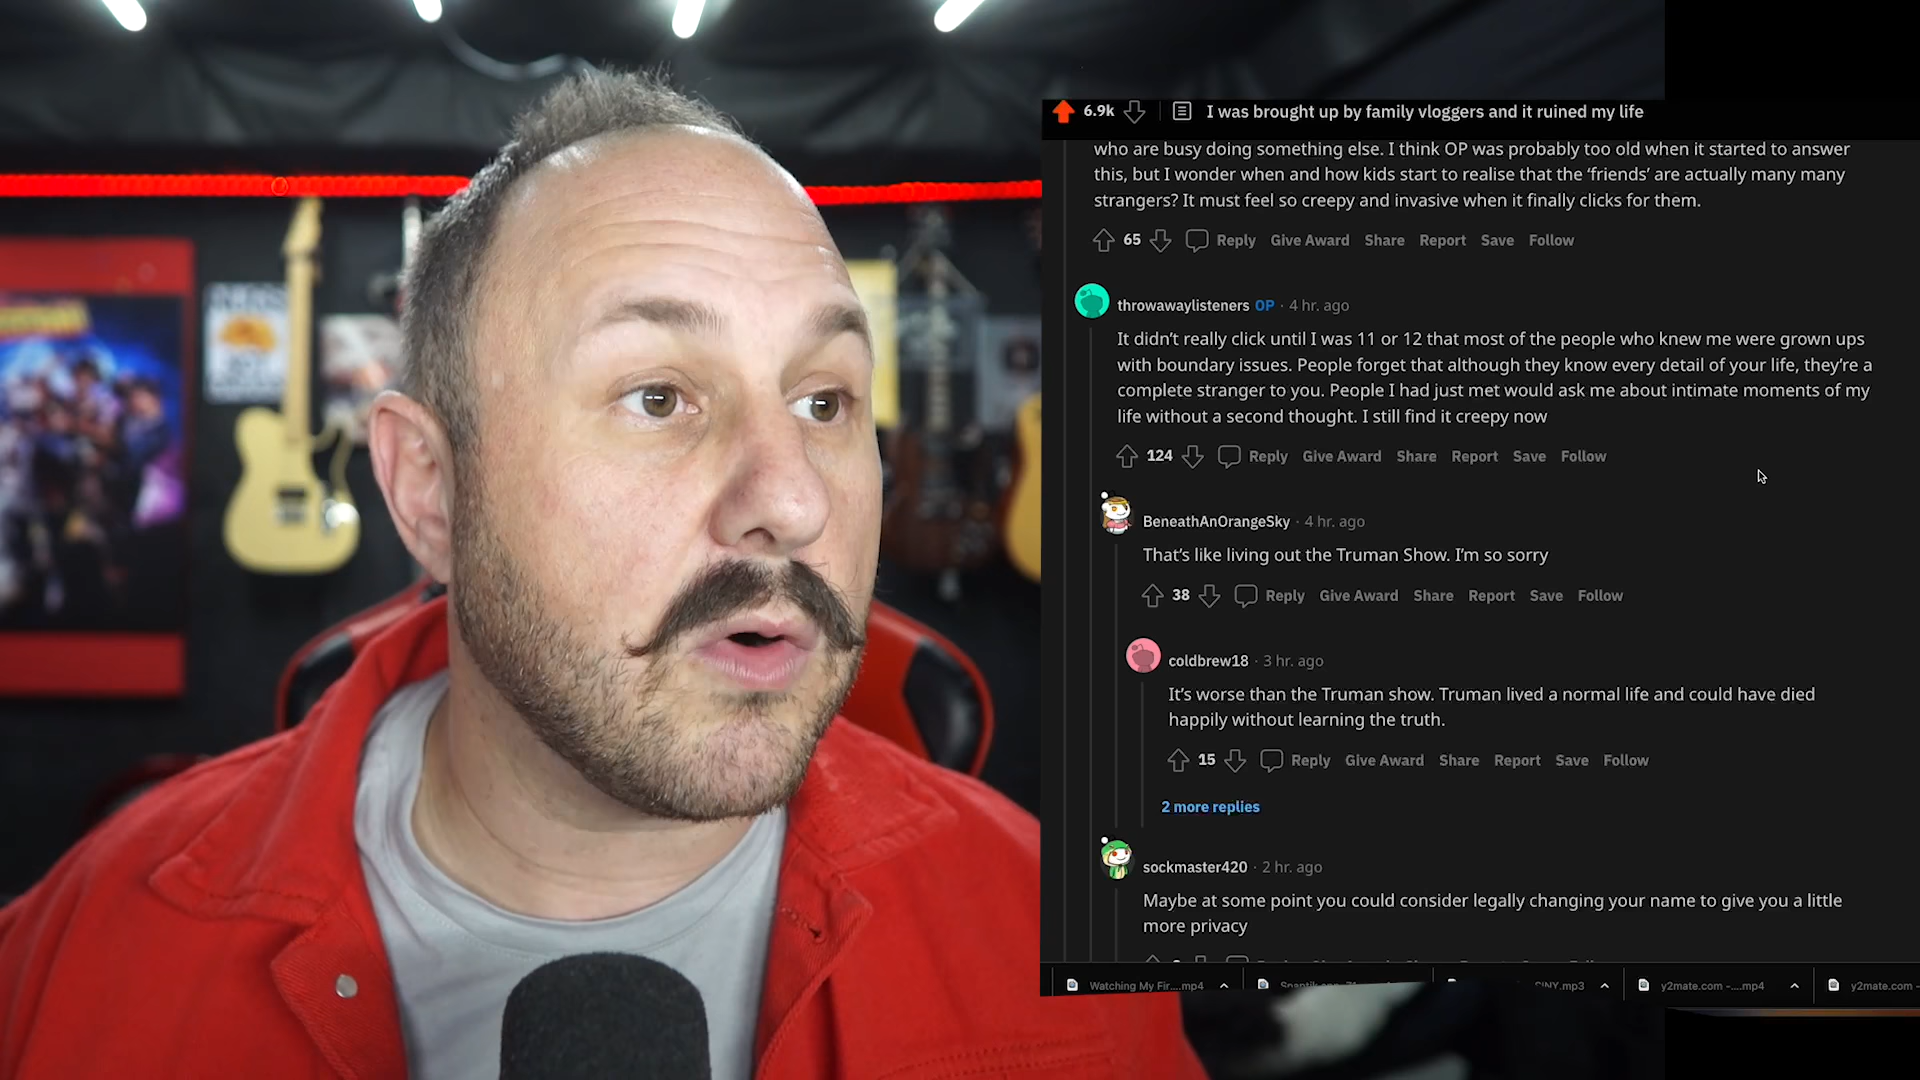 6.9k I was brought up by family vloggers and it ruined my life
who are busy doing something else. I think OP was probably too old when it started to answer
this, but I wonder when and how kids start to realise that the ‘friends’ are actually many many
strangers? It must feel so creepy and invasive when it finally clicks for them.
65 Reply Give Award Share Report Save Follow
throwawaylisteners OP · 4 hr. ago
It didn’t really click until I was 11 or 12 that most of the people who knew me were grown ups
with boundary issues. People forget that although they know every detail of your life, they’re a
complete stranger to you. People I had just met would ask me about intimate moments of my
life without a second thought. I still find it creepy now
124 Reply Give Award Share Report Save Follow
BeneathAnOrangeSky · 4 hr. ago
That’s like living out the Truman Show. I’m so sorry
38 Reply Give Award Share Report Save Follow
coldbrew18 · 3 hr. ago
It’s worse than the Truman show. Truman lived a normal life and could have died
happily without learning the truth.
15 Reply Give Award Share Report Save Follow
2 more replies
sockmaster420 · 2 hr. ago
Maybe at some point you could consider legally changing your name to give you a little
more privacy
Watching My Fir....mp4 y2mate.com -....mp4 y2mate.com -